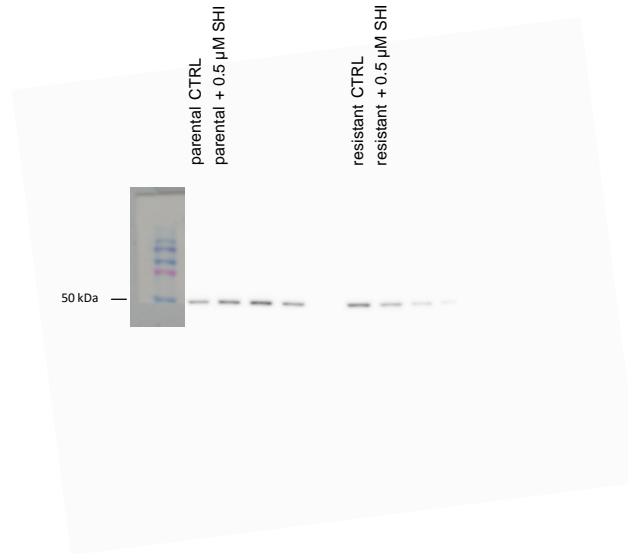 parental CTRL
parental + 0.5 µM SHI
resistant CTRL
resistant + 0.5 µM SHI
50 kDa